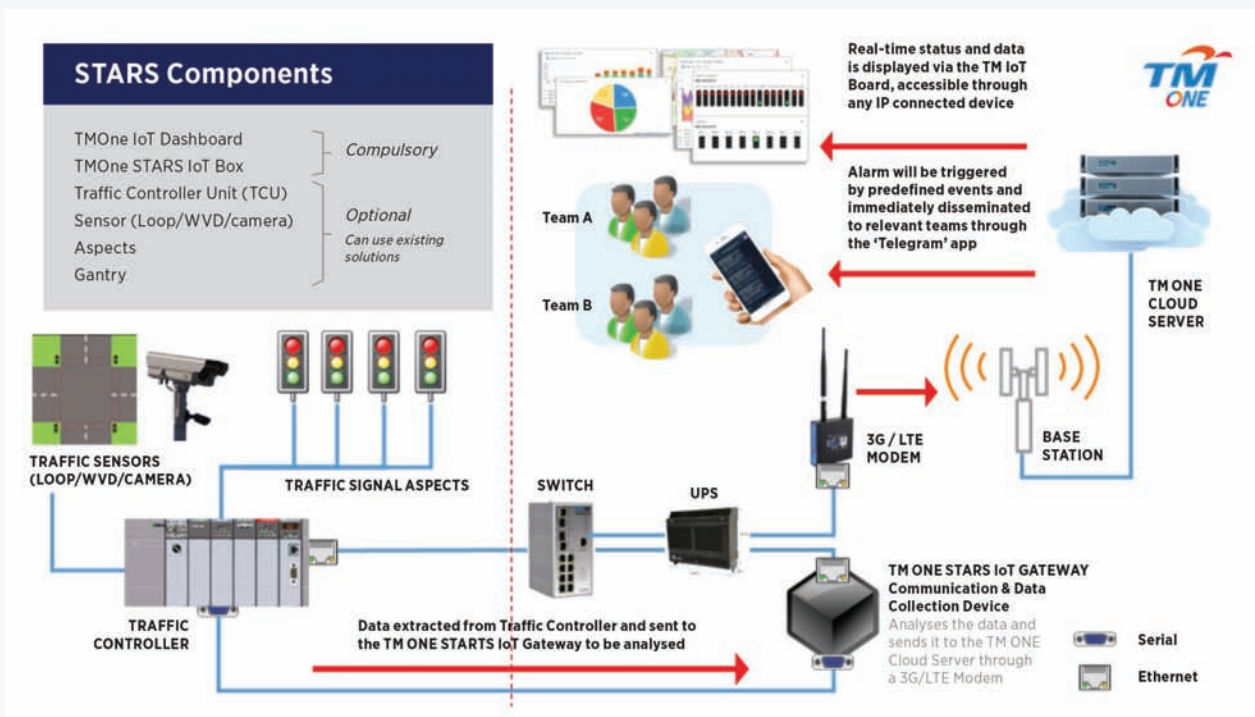 STARS Components
TMOne IoT Dashboard
TMOne STARS IoT Box
Compulsory
Traffic Controller Unit (TCU)
Sensor (Loop/WVD/camera)
Aspects
Gantry
Optional
Can use existing
solutions
Real-time status and data
is displayed via the TM IoT
Board, accessible through
any IP connected device
TM
ONE
Alarm will be triggered
by predefined events and
immediately disseminated
to relevant teams through
the ‘Telegram’ app
Team A
Team B
TM ONE
CLOUD
SERVER
TRAFFIC SENSORS
(LOOP/WVD/CAMERA)
TRAFFIC SIGNAL ASPECTS
SWITCH
UPS
3G / LTE
MODEM
BASE
STATION
TRAFFIC
CONTROLLER
Data extracted from Traffic Controller and sent to
the TM ONE STARTS IoT Gateway to be analysed
TM ONE STARS IoT GATEWAY
Communication & Data
Collection Device
Analyses the data and
sends it to the TM ONE
Cloud Server through
a 3G/LTE Modem
Serial
Ethernet